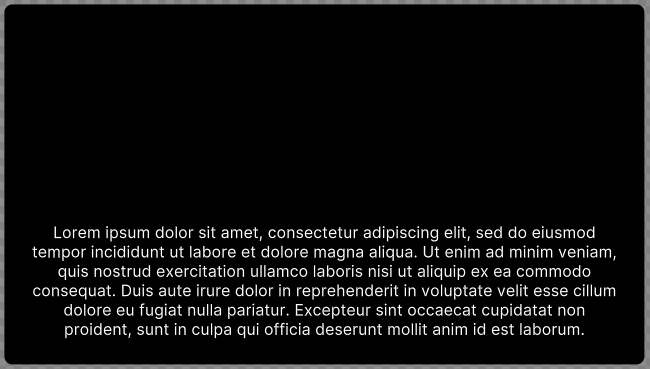 Lorem ipsum dolor sit amet, consectetur adipiscing elit, sed do eiusmod
tempor incididunt ut labore et dolore magna aliqua. Ut enim ad minim veniam,
quis nostrud exercitation ullamco laboris nisi ut aliquip ex ea commodo
consequat. Duis aute irure dolor in reprehenderit in voluptate velit esse cillum
dolore eu fugiat nulla pariatur. Excepteur sint occaecat cupidatat non
proident, sunt in culpa qui officia deserunt mollit anim id est laborum.